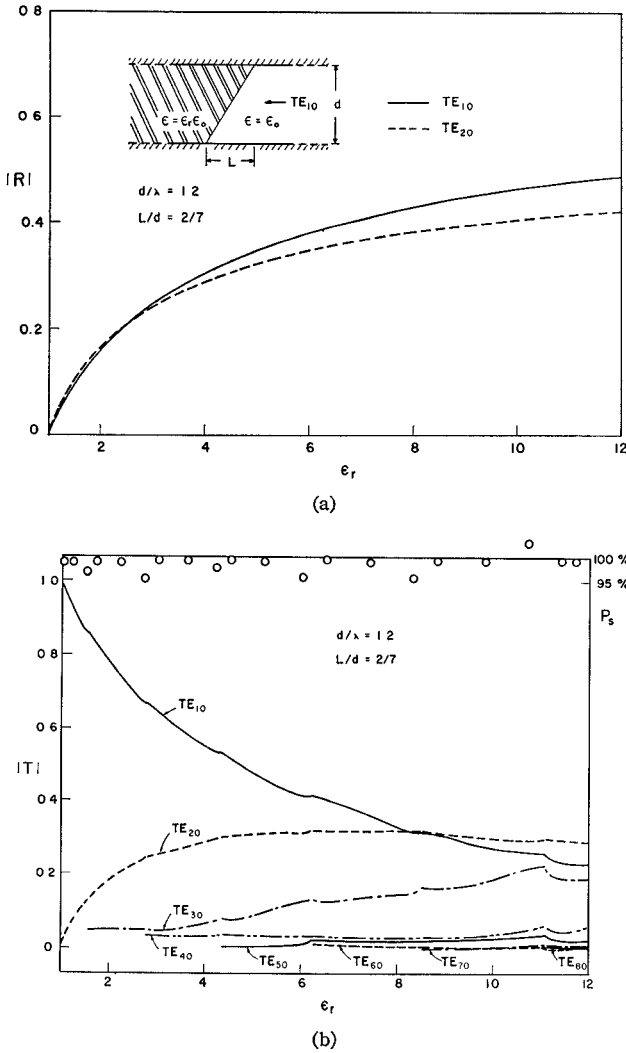 0 8
0 6
|R| 0 4
0 2
0
ϵ = ϵrϵo
ϵ = ϵo
TE10
d
L
TE10
TE20
d/λ = 1 2
L/d = 2/7
2 4 6 8 10 12
ϵr
(a)
1 0
0 8
0 6
|T|
0 4
0 2
0
100 %
95 %
Ps
d/λ = 1 2
L/d = 2/7
TE10
TE20
TE30
TE40
TE50
TE60
TE70
TE80
2 4 6 8 10 12
ϵr
(b)